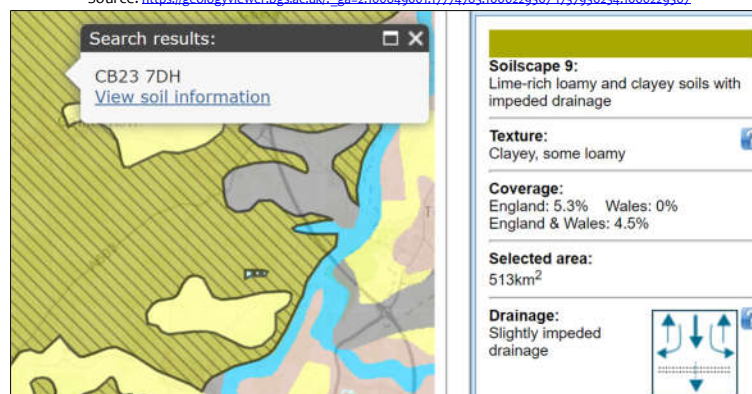 Search results:
CB23 7DH
View soil information
Soilscape 9:
Lime-rich loamy and clayey soils with
impeded drainage
Texture:
Clayey, some loamy
Coverage:
England: 5.3% Wales: 0%
England & Wales: 4.5%
Selected area:
513km²
Drainage:
Slightly impeded
drainage